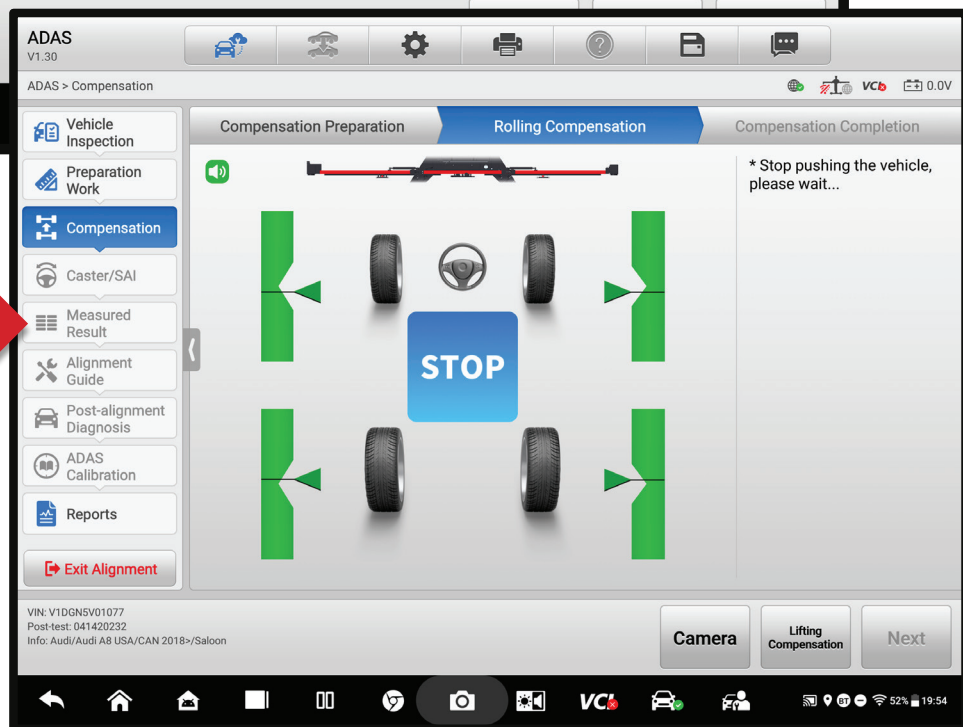 ADAS
V1.30
ADAS > Compensation
VCI
0.0V
Vehicle
Inspection
Preparation
Work
Compensation
Caster/SAI
Measured
Result
Alignment
Guide
Post-alignment
Diagnosis
ADAS
Calibration
Reports
Exit Alignment
Compensation Preparation
Rolling Compensation
Compensation Completion
STOP
* Stop pushing the vehicle,
please wait...
VIN: V1DGN5V01077
Post-test: 041420232
Info: Audi/Audi A8 USA/CAN 2018>/Saloon
Camera
Lifting
Compensation
Next
VCI
BT
52%
19:54